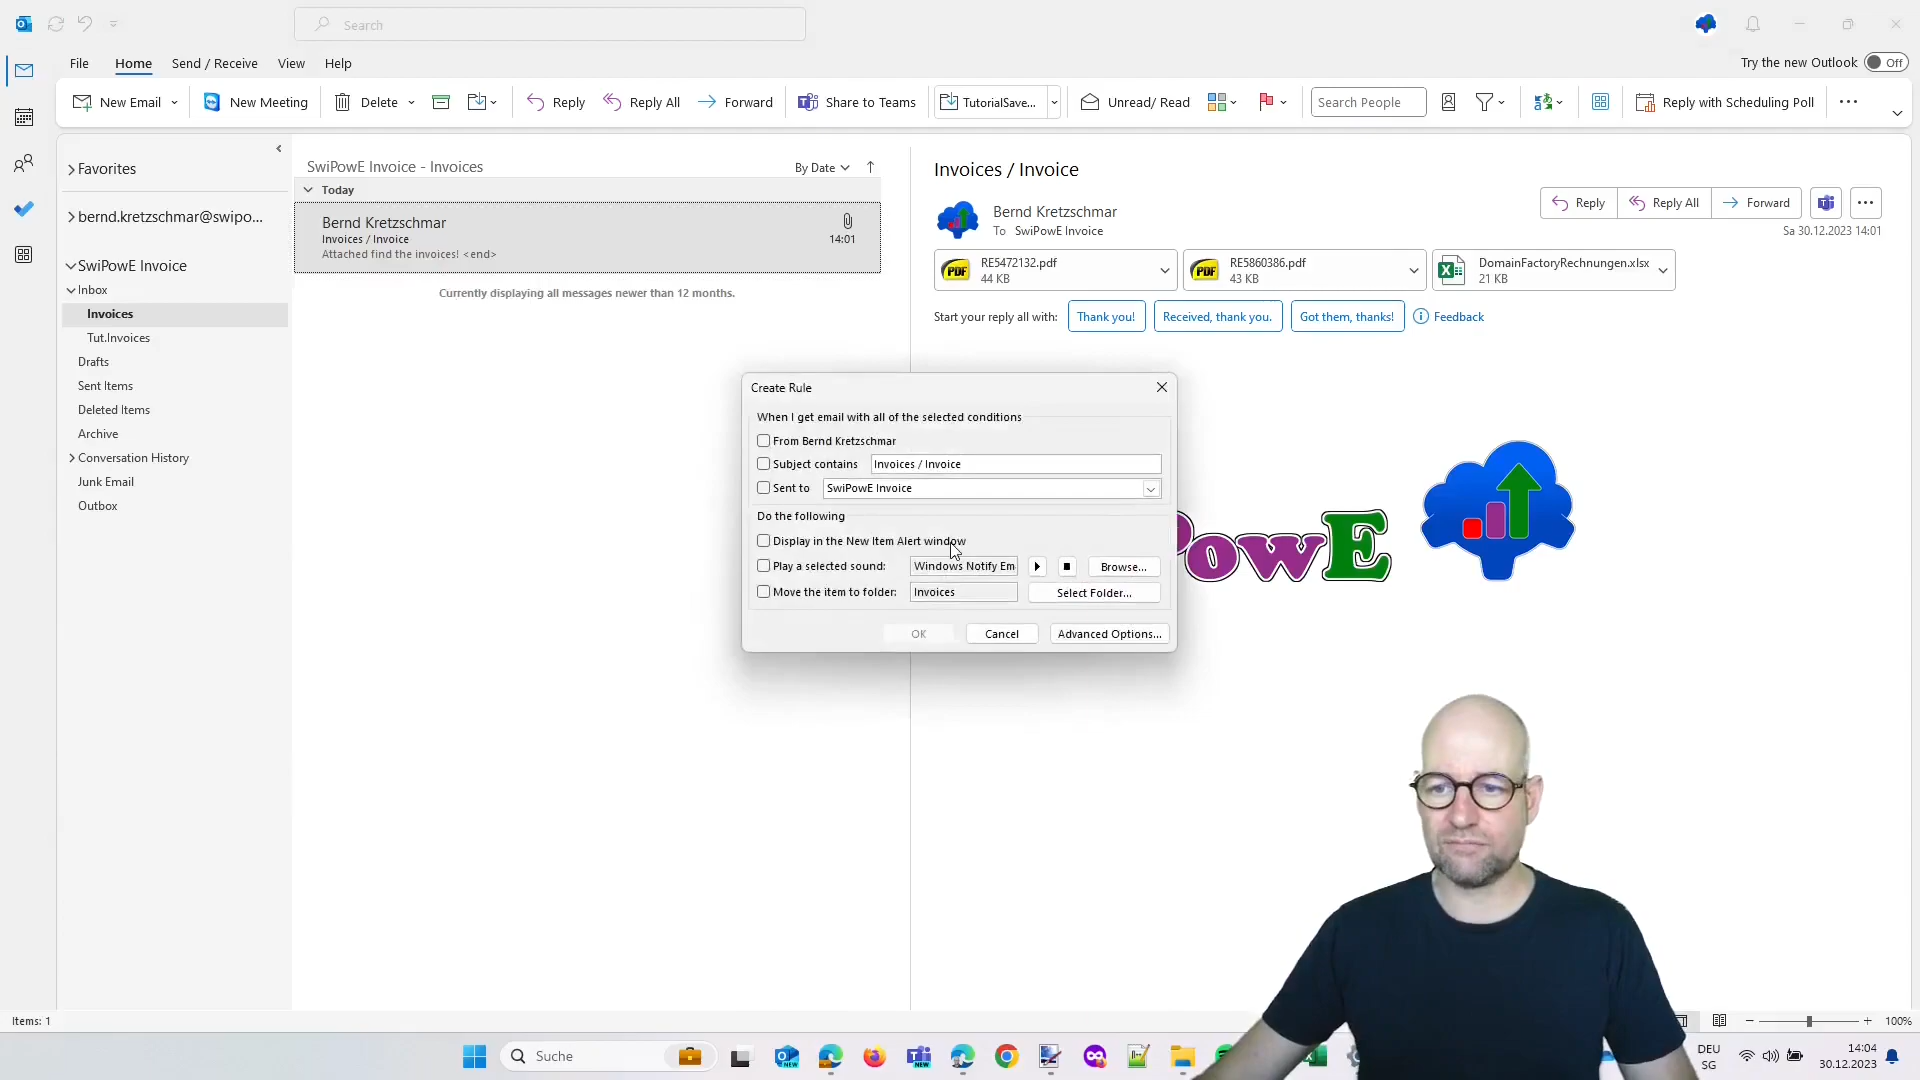 Search
File Home Send / Receive View Help
Try the new Outlook Off
New Email New Meeting Delete Reply Reply All Forward Share to Teams TutorialSave... Unread/ Read Search People Reply with Scheduling Poll
Favorites
bernd.kretzschmar@swipo...
SwiPowE Invoice
Inbox
Invoices
Tut.Invoices
Drafts
Sent Items
Deleted Items
Archive
Conversation History
Junk Email
Outbox
SwiPowE Invoice - Invoices
By Date
Today
Bernd Kretzschmar
Invoices / Invoice
14:01
Attached find the invoices! <end>
Currently displaying all messages newer than 12 months.
Invoices / Invoice
Bernd Kretzschmar
To SwiPowE Invoice
Reply Reply All Forward
Sa 30.12.2023 14:01
PDF RE5472132.pdf
44 KB
PDF RE5860386.pdf
43 KB
DomainFactoryRechnungen.xlsx
21 KB
Start your reply all with: Thank you! Received, thank you. Got them, thanks! Feedback
Create Rule
When I get email with all of the selected conditions
From Bernd Kretzschmar
Subject contains Invoices / Invoice
Sent to SwiPowE Invoice
Do the following
Display in the New Item Alert window
Play a selected sound: Windows Notify Em Browse...
Move the item to folder: Invoices Select Folder...
OK Cancel Advanced Options...
PowE
Items: 1
100%
Suche
NEW
NEW
DEU
SG
14:04
30.12.2023